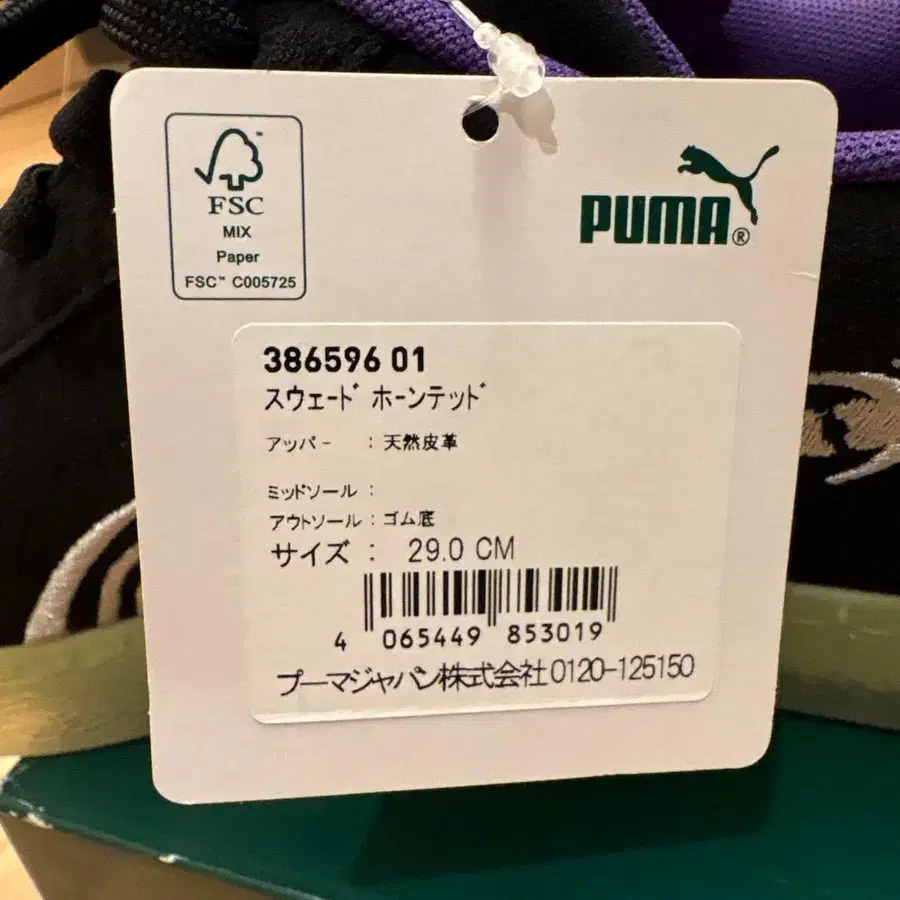 FSC™
MIX
Paper
FSC™ C005725
PUMA®
386596 01
スウェード ホーンテッド
アッパー : 天然皮革
ミッドソール :
アウトソール : ゴム底
サイズ : 29.0 CM
4 065449 853019
プーマジャパン株式会社0120-125150